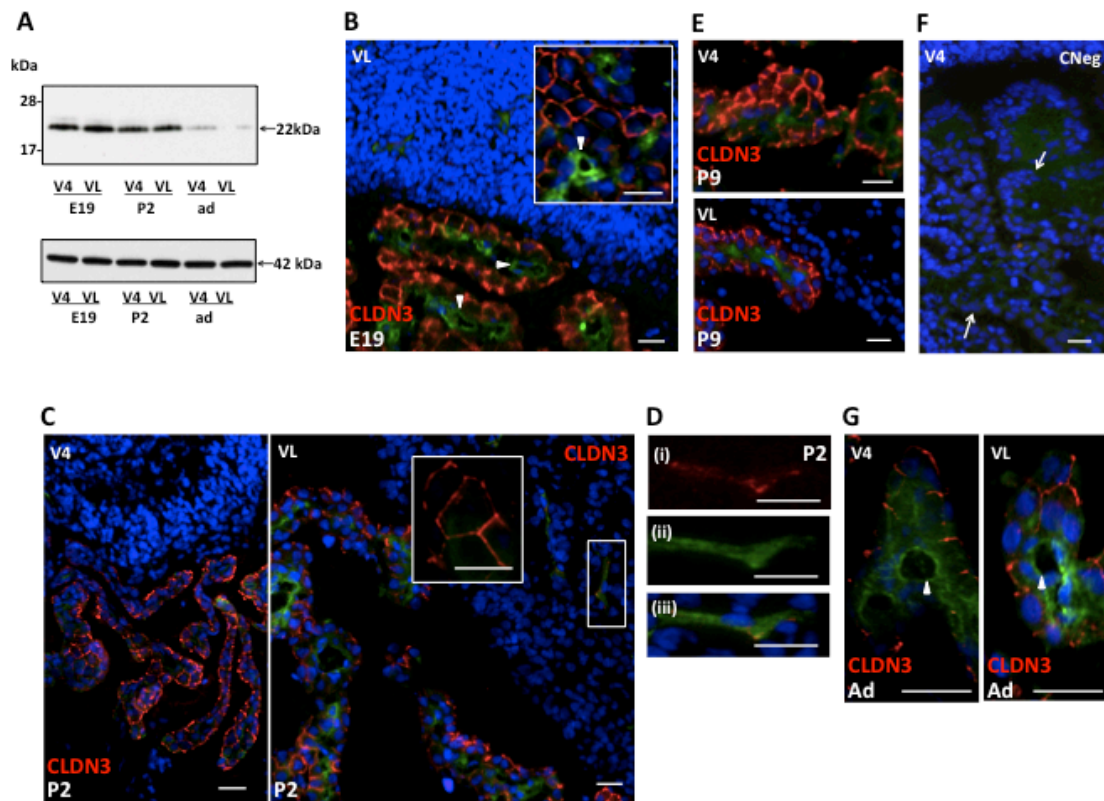 A
kDa
28-
17-
←22kDa
V4 VL V4 VL V4 VL
E19 P2 ad
←42 kDa
V4 VL V4 VL V4 VL
E19 P2 ad
B
VL
CLDN3
E19
E
V4
CLDN3
P9
VL
CLDN3
P9
F
V4 CNeg
C
V4
CLDN3
P2
VL CLDN3
P2
D
(i) P2
(ii)
(iii)
G
V4
CLDN3
Ad
VL
CLDN3
Ad